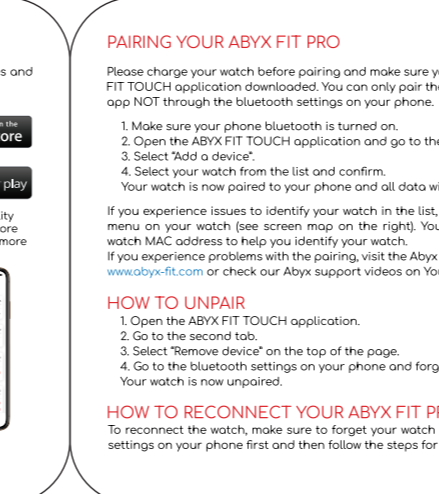 s and
n the
ore
play
ity
ore
more
PAIRING YOUR ABYX FIT PRO
Please charge your watch before pairing and make sure y
FIT TOUCH application downloaded. You can only pair the
app NOT through the bluetooth settings on your phone.
1. Make sure your phone bluetooth is turned on.
2. Open the ABYX FIT TOUCH application and go to the
3. Select "Add a device".
4. Select your watch from the list and confirm.
Your watch is now paired to your phone and all data wi
If you experience issues to identify your watch in the list,
menu on your watch (see screen map on the right). You
watch MAC address to help you identify your watch.
If you experience problems with the pairing, visit the Abyx
www.abyx-fit.com or check our Abyx support videos on You
HOW TO UNPAIR
1. Open the ABYX FIT TOUCH application.
2. Go to the second tab.
3. Select "Remove device" on the top of the page.
4. Go to the bluetooth settings on your phone and forg
Your watch is now unpaired.
HOW TO RECONNECT YOUR ABYX FIT PR
To reconnect the watch, make sure to forget your watch
settings on your phone first and then follow the steps for